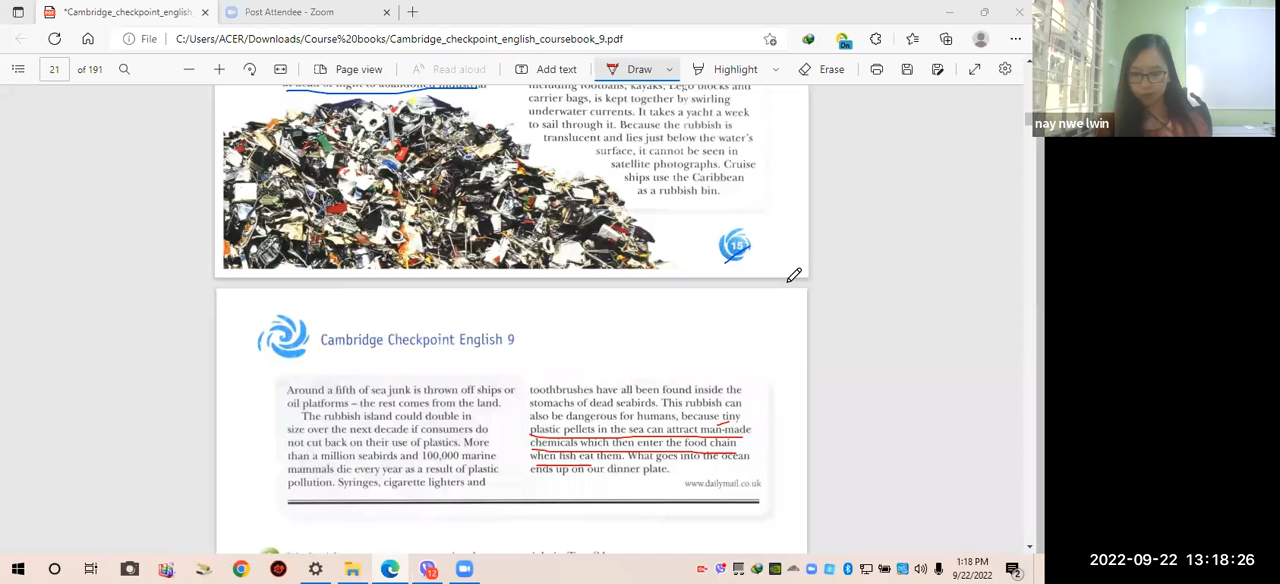 *Cambridge_checkpoint_english
Post Attendee - Zoom
File
C:/Users/ACER/Downloads/Course%20books/Cambridge_checkpoint_english_coursebook_9.pdf
On
21 of 191
Page view
Read aloud
Add text
Draw
Highlight
Erase
nay nwe lwin
at dead of night to abandoned industrial
including footballs, kayaks, Lego blocks and
carrier bags, is kept together by swirling
underwater currents. It takes a yacht a week
to sail through it. Because the rubbish is
translucent and lies just below the water's
surface, it cannot be seen in
satellite photographs. Cruise
ships use the Caribbean
as a rubbish bin.
15
Cambridge Checkpoint English 9
Around a fifth of sea junk is thrown off ships or
oil platforms – the rest comes from the land.
The rubbish island could double in
size over the next decade if consumers do
not cut back on their use of plastics. More
than a million seabirds and 100,000 marine
mammals die every year as a result of plastic
pollution. Syringes, cigarette lighters and
toothbrushes have all been found inside the
stomachs of dead seabirds. This rubbish can
also be dangerous for humans, because tiny
plastic pellets in the sea can attract man-made
chemicals which then enter the food chain
when fish eat them. What goes into the ocean
ends up on our dinner plate.
www.dailymail.co.uk
12
1:18 PM
9/22/2022
2
2022-09-22 13:18:26